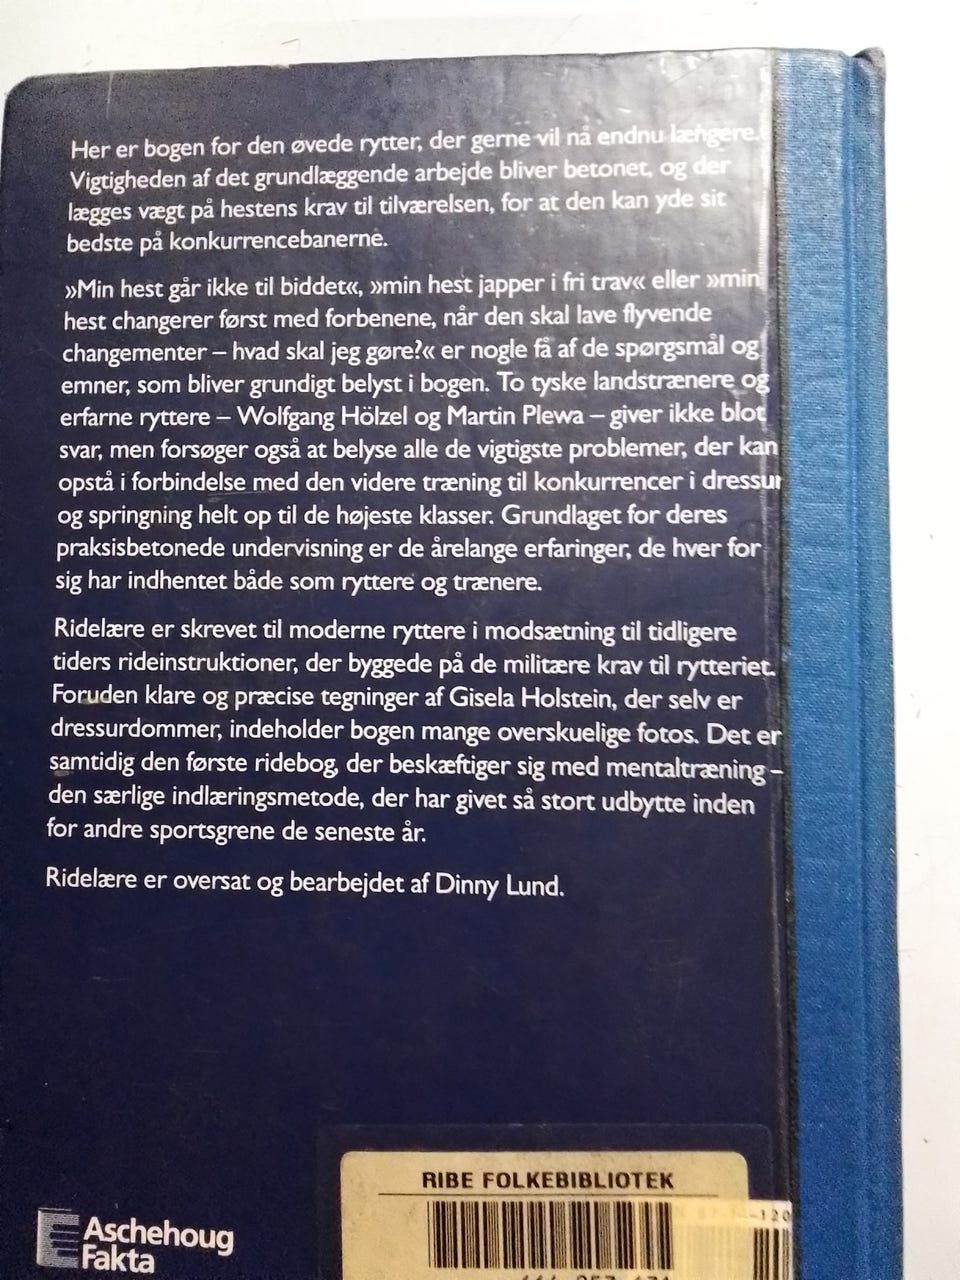 Her er bogen for den øvede rytter, der gerne vil nå endnu længere.
Vigtigheden af det grundlæggende arbejde bliver betonet, og der
lægges vægt på hestens krav til tilværelsen, for at den kan yde sit
bedste på konkurrencebanerne.
»Min hest går ikke til biddet«, »min hest japper i fri trav« eller »min
hest changerer først med forbenene, når den skal lave flyvende
changementer – hvad skal jeg gøre?« er nogle få af de spørgsmål og
emner, som bliver grundigt belyst i bogen. To tyske landstrænere og
erfarne ryttere – Wolfgang Hölzel og Martin Plewa – giver ikke blot
svar, men forsøger også at belyse alle de vigtigste problemer, der kan
opstå i forbindelse med den videre træning til konkurrencer i dressur
og springning helt op til de højeste klasser. Grundlaget for deres
praksisbetonede undervisning er de årelange erfaringer, de hver for
sig har indhentet både som ryttere og trænere.
Ridelære er skrevet til moderne ryttere i modsætning til tidligere
tiders rideinstruktioner, der byggede på de militære krav til rytteriet.
Foruden klare og præcise tegninger af Gisela Holstein, der selv er
dressurdommer, indeholder bogen mange overskuelige fotos. Det er
samtidig den første ridebog, der beskæftiger sig med mentaltræning –
den særlige indlæringsmetode, der har givet så stort udbytte inden
for andre sportsgrene de seneste år.
Ridelære er oversat og bearbejdet af Dinny Lund.
RIBE FOLKEBIBLIOTEK
Aschehoug
Fakta